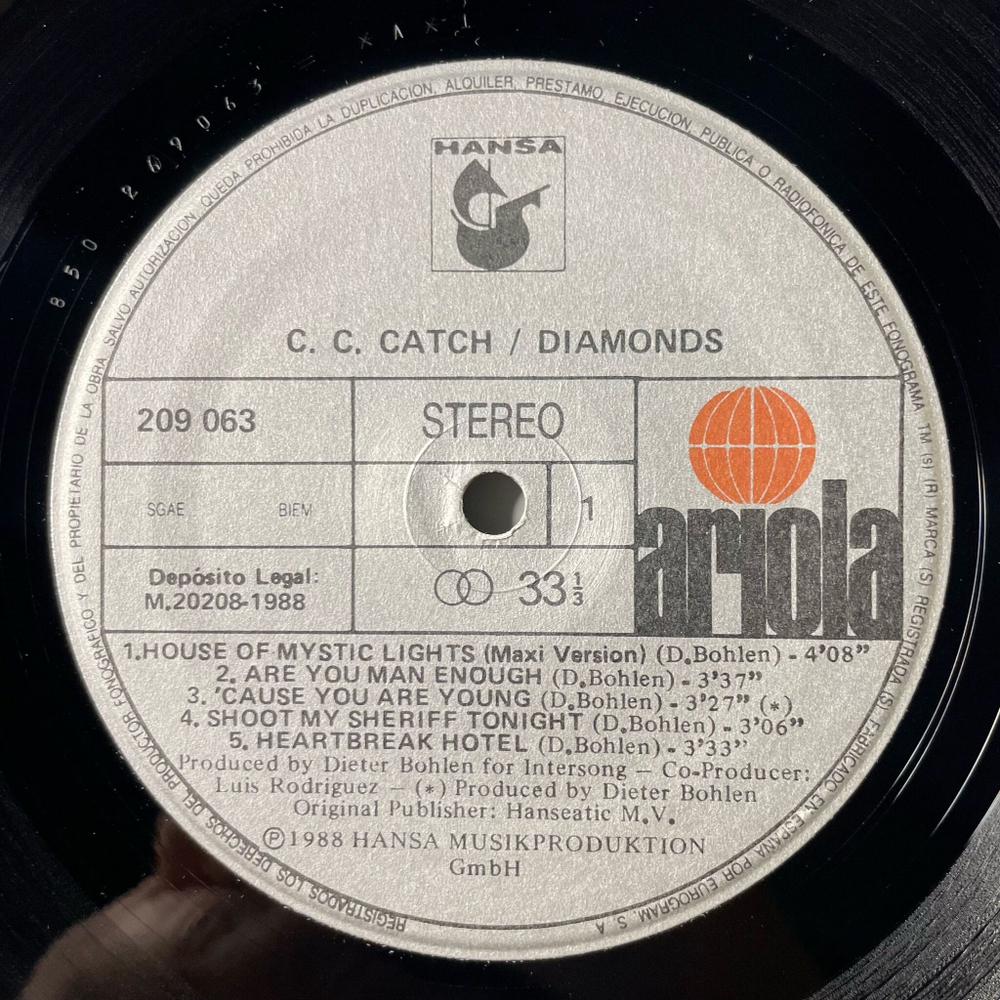 850 209063
REGISTRADOS LOS DERECHOS DEL PRODUCTOR FONOGRAFICO Y DEL PROPIETARIO DE LA OBRA. SALVO AUTORIZACION QUEDA PROHIBIDA LA DUPLICACION, ALQUILER, PRESTAMO, EJECUCION PUBLICA O RADIOFONICA DE ESTE FONOGRAMA TM (S) (R) MARCA (S) REGISTRADA (S). FABRICADO EN ESPAÑA POR EUROGRAM, S. A
HANSA
C. C. CATCH / DIAMONDS
209 063
STEREO
SGAE BIEM
1
ariola
Depósito Legal:
M.20208-1988
33 1/3
1.HOUSE OF MYSTIC LIGHTS (Maxi Version) (D.Bohlen) - 4'08"
2. ARE YOU MAN ENOUGH (D.Bohlen) - 3'37"
3. 'CAUSE YOU ARE YOUNG (D.Bohlen) - 3'27" (*)
4. SHOOT MY SHERIFF TONIGHT (D.Bohlen) - 3'06"
5. HEARTBREAK HOTEL (D.Bohlen) - 3'33"
Produced by Dieter Bohlen for Intersong — Co-Producer:
Luis Rodriguez — (*) Produced by Dieter Bohlen
Original Publisher: Hanseatic M.V.
Ⓟ1988 HANSA MUSIKPRODUKTION
GmbH